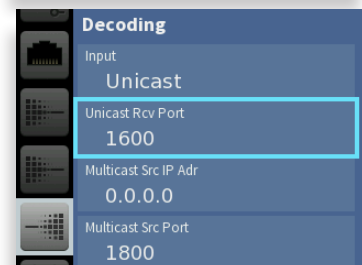 Decoding
Input
Unicast
Unicast Rcv Port
1600
Multicast Src IP Adr
0.0.0.0
Multicast Src Port
1800